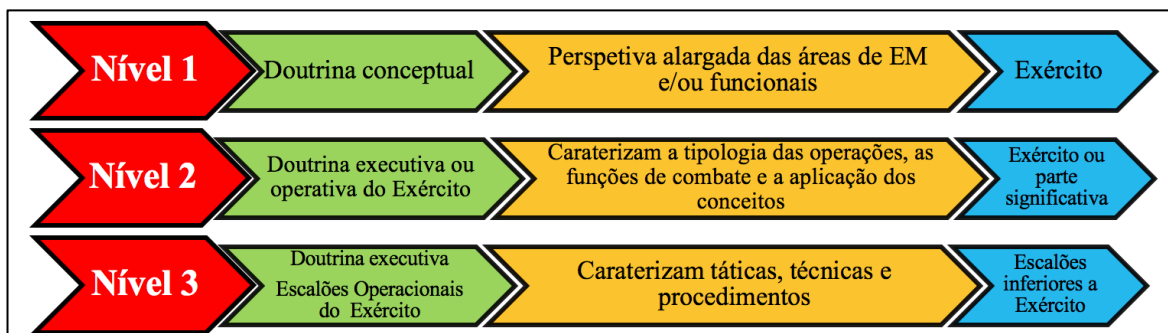 Nível 1
Doutrina conceptual
Perspetiva alargada das áreas de EM
e/ou funcionais
Exército
Nível 2
Doutrina executiva ou
operativa do Exército
Caraterizam a tipologia das operações, as
funções de combate e a aplicação dos
conceitos
Exército ou
parte
significativa
Nível 3
Doutrina executiva
Escalões Operacionais
do Exército
Caraterizam táticas, técnicas e
procedimentos
Escalões
inferiores a
Exército